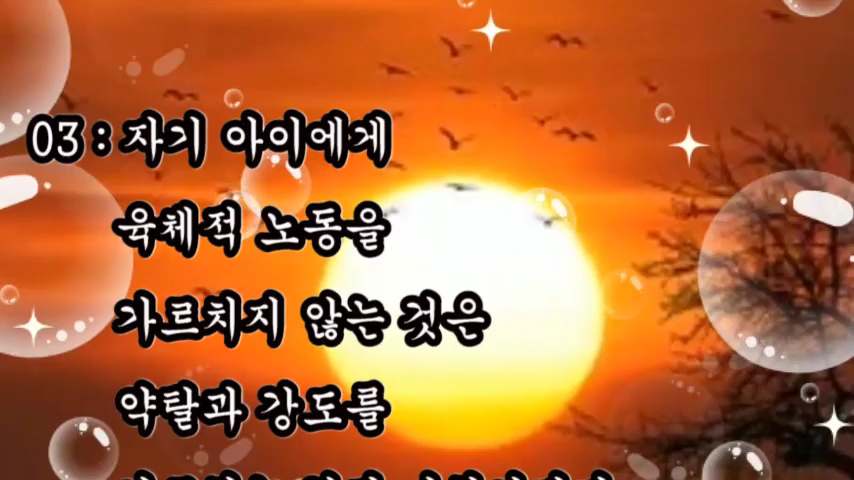 03 : 자기 아이에게
육체적 노동을
가르치지 않는 것은
약탈과 강도를